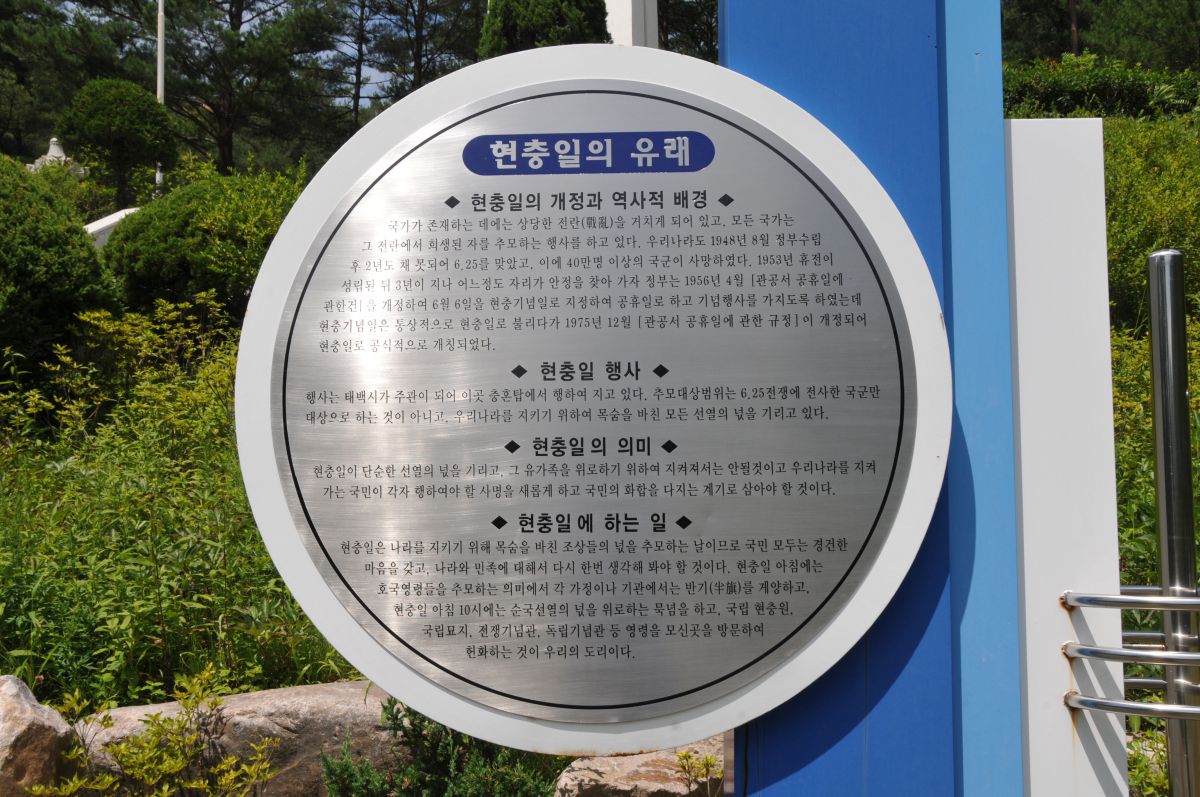 현충일의 유래
◆ 현충일의 개정과 역사적 배경 ◆
국가가 존재하는 데에는 상당한 전란(戰亂)을 거치게 되어 있고, 모든 국가는
그 전란에서 희생된 자를 추모하는 행사를 하고 있다. 우리나라도 1948년 8월 정부수립
후 2년도 채 못되어 6.25를 맞았고, 이에 40만명 이상의 국군이 사망하였다. 1953년 휴전이
성립된 뒤 3년이 지나 어느정도 자리가 안정을 찾아 가자 정부는 1956년 4월 [관공서 공휴일에
관한건]을 개정하여 6월 6일을 현충기념일로 지정하여 공휴일로 하고 기념행사를 가지도록 하였는데
현충기념일은 통상적으로 현충일로 불리다가 1975년 12월 [관공서 공휴일에 관한 규정]이 개정되어
현충일로 공식적으로 개칭되었다.
◆ 현충일 행사 ◆
행사는 태백시가 주관이 되어 이곳 충혼탑에서 행하여 지고 있다. 추모대상범위는 6.25전쟁에 전사한 국군만
대상으로 하는 것이 아니고, 우리나라를 지키기 위하여 목숨을 바친 모든 선열의 넋을 기리고 있다.
◆ 현충일의 의미 ◆
현충일이 단순한 선열의 넋을 기리고, 그 유가족을 위로하기 위하여 지켜져서는 안될것이고 우리나라를 지켜
가는 국민이 각자 행하여야 할 사명을 새롭게 하고 국민의 화합을 다지는 계기로 삼아야 할 것이다.
◆ 현충일에 하는 일 ◆
현충일은 나라를 지키기 위해 목숨을 바친 조상들의 넋을 추모하는 날이므로 국민 모두는 경건한
마음을 갖고, 나라와 민족에 대해서 다시 한번 생각해 봐야 할 것이다. 현충일 아침에는
호국영령들을 추모하는 의미에서 각 가정이나 기관에서는 반기(半旗)를 게양하고,
현충일 아침 10시에는 순국선열의 넋을 위로하는 묵념을 하고, 국립 현충원,
국립묘지, 전쟁기념관, 독립기념관 등 영령을 모신곳을 방문하여
헌화하는 것이 우리의 도리이다.